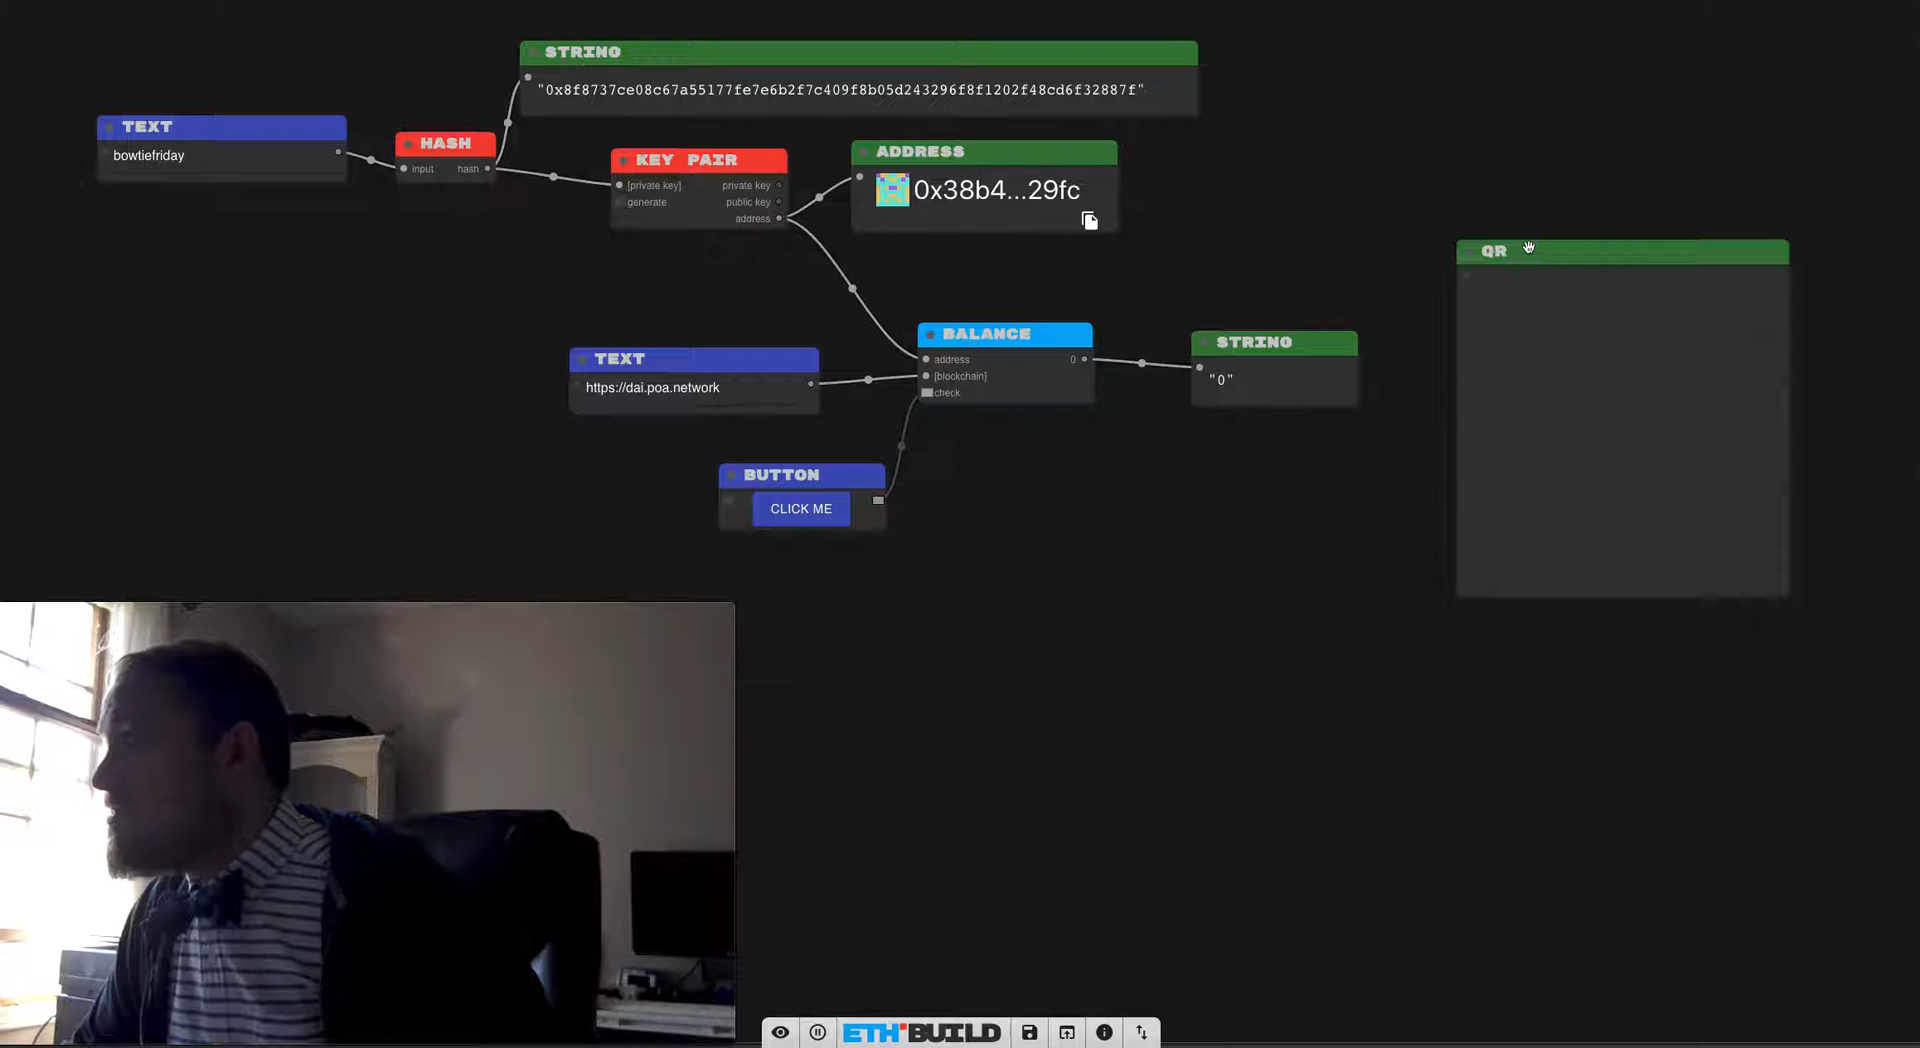 STRING
"0x8f8737ce08c67a55177fe7e6b2f7c409f8b05d243296f8f1202f48cd6f32887f"
TEXT
bowtiefriday
HASH
input hash
KEY PAIR
[private key] private key
generate public key
address
ADDRESS
0x38b4...29fc
QR
BALANCE
address 0
[blockchain]
check
STRING
"0"
TEXT
https://dai.poa.network
BUTTON
CLICK ME
ETH BUILD